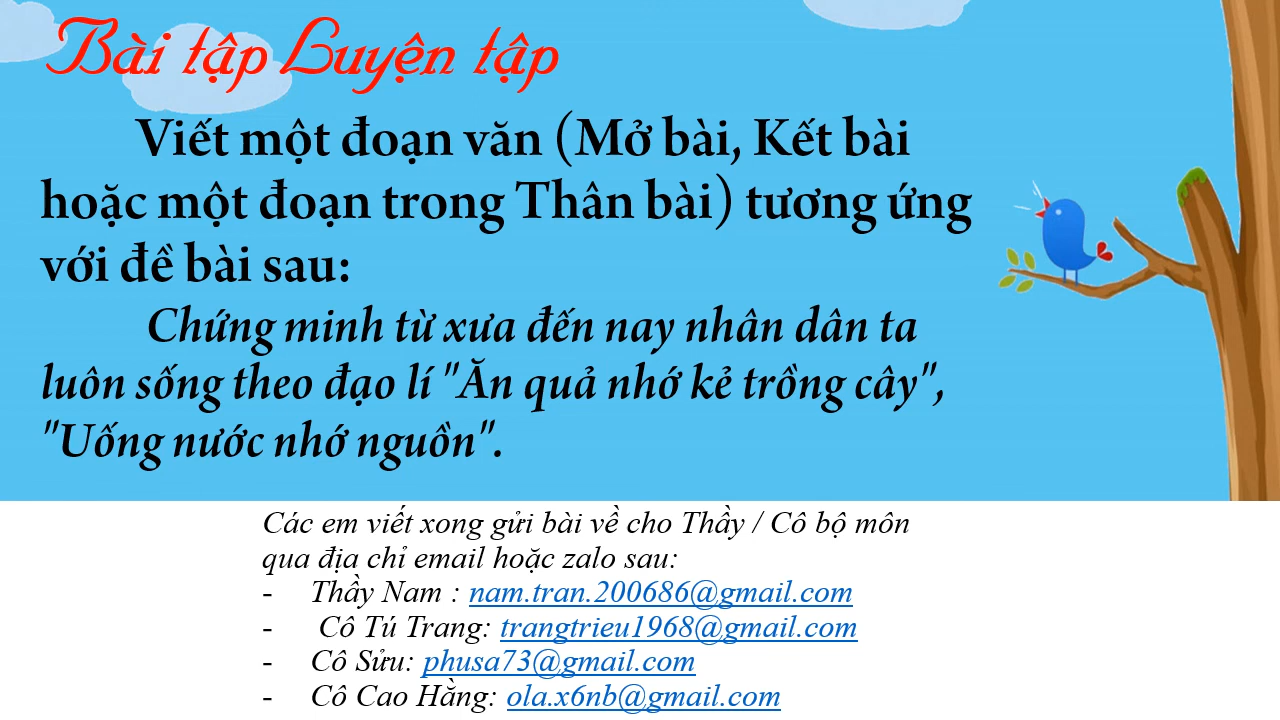 Bài tập Luyện tập
Viết một đoạn văn (Mở bài, Kết bài
hoặc một đoạn trong Thân bài) tương ứng
với đề bài sau:
Chứng minh từ xưa đến nay nhân dân ta
luôn sống theo đạo lí "Ăn quả nhớ kẻ trồng cây",
"Uống nước nhớ nguồn".
Các em viết xong gửi bài về cho Thầy / Cô bộ môn
qua địa chỉ email hoặc zalo sau:
- Thầy Nam : nam.tran.200686@gmail.com
- Cô Tú Trang: trangtrieu1968@gmail.com
- Cô Sửu: phusa73@gmail.com
- Cô Cao Hằng: ola.x6nb@gmail.com